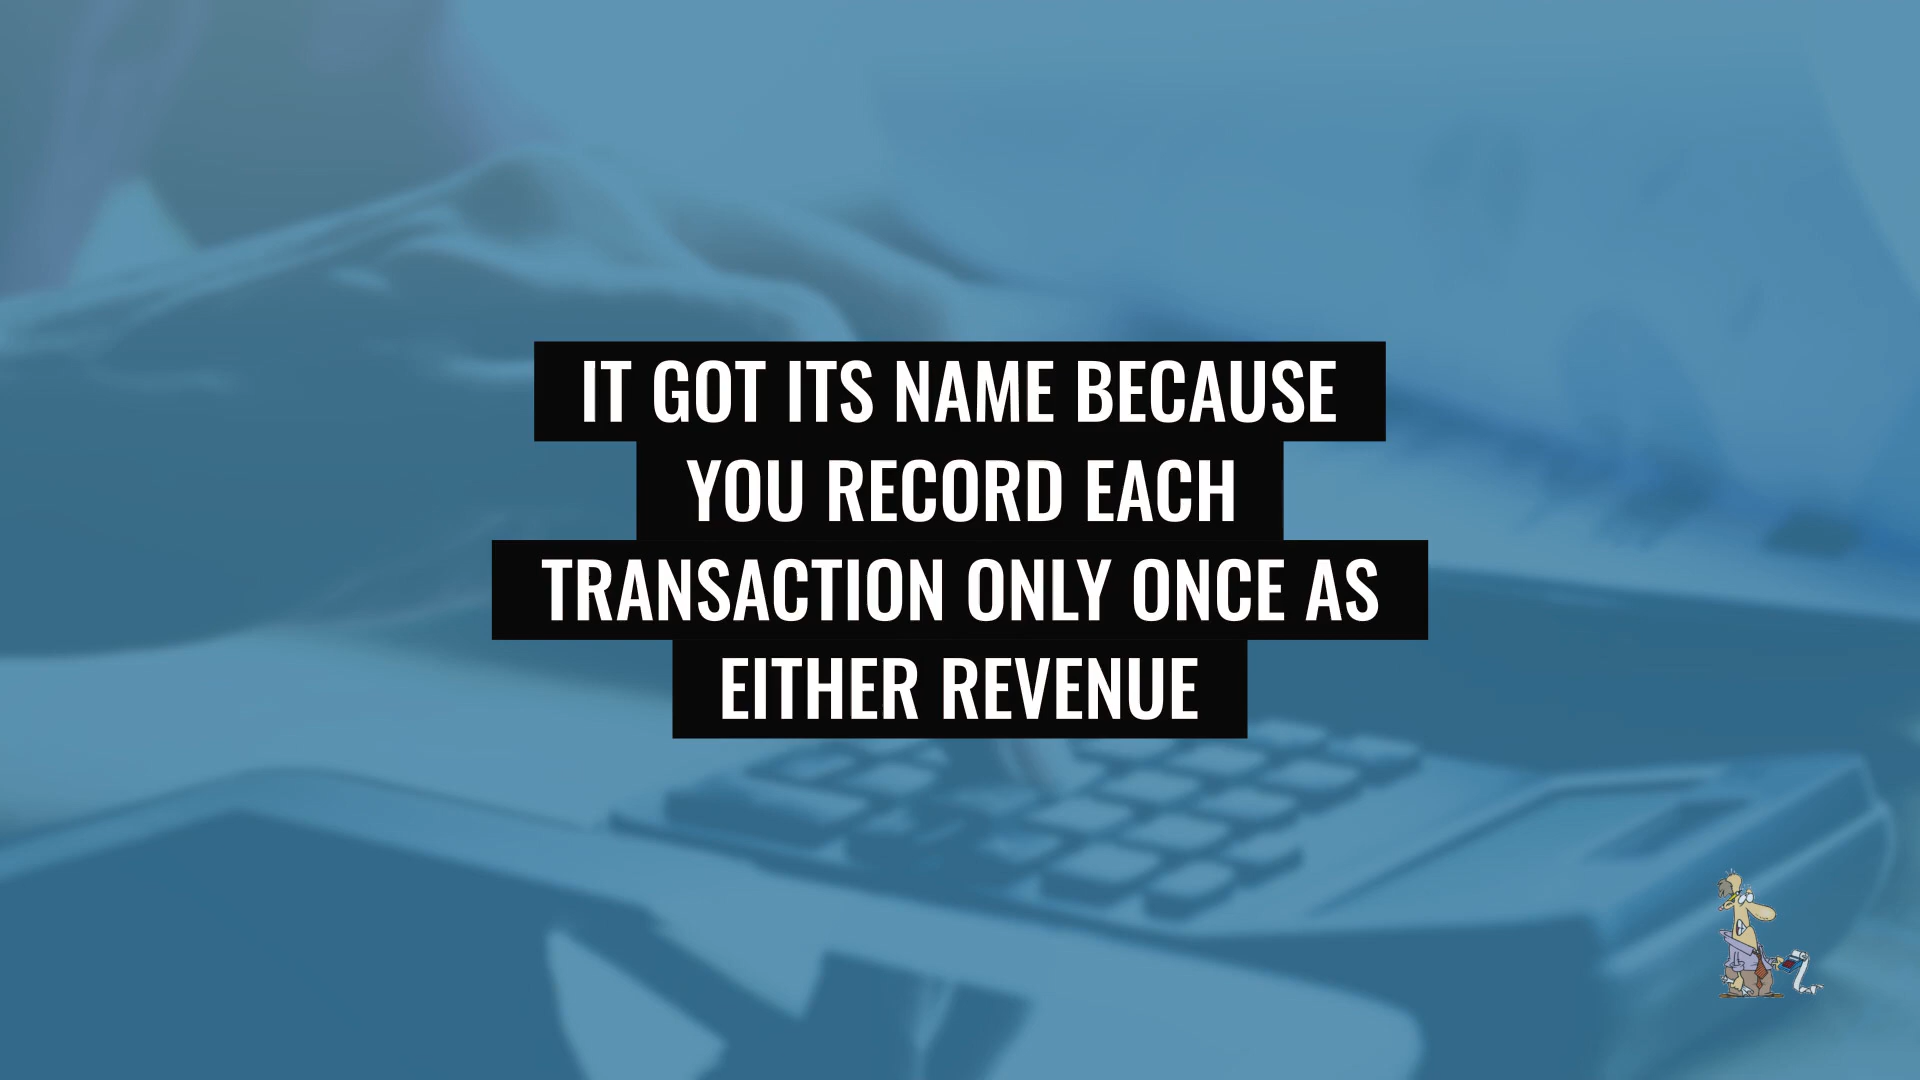 IT GOT ITS NAME BECAUSE
YOU RECORD EACH
TRANSACTION ONLY ONCE AS
EITHER REVENUE